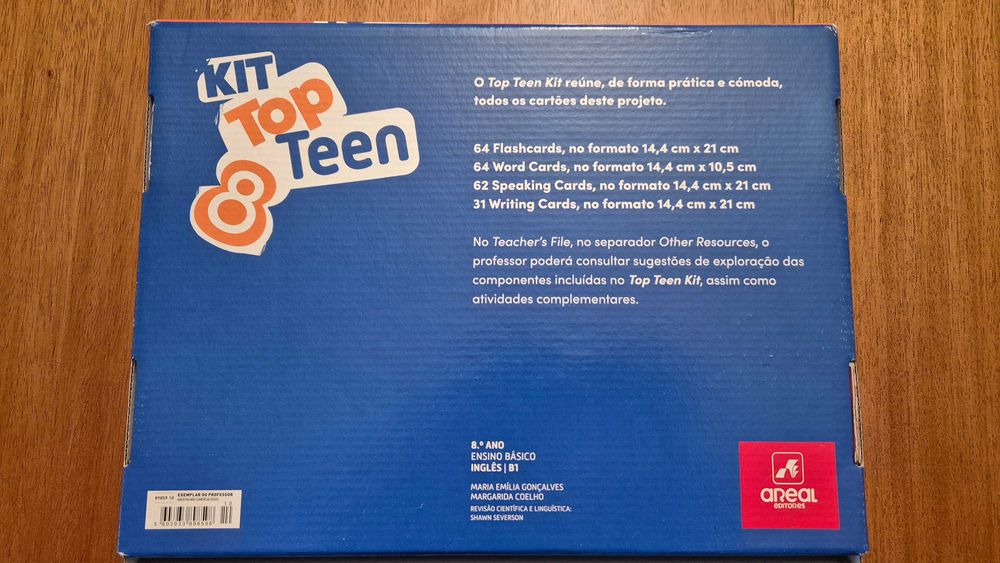 KIT
Top
Teen
8
O Top Teen Kit reúne, de forma prática e cómoda,
todos os cartões deste projeto.
64 Flashcards, no formato 14,4 cm x 21 cm
64 Word Cards, no formato 14,4 cm x 10,5 cm
62 Speaking Cards, no formato 14,4 cm x 21 cm
31 Writing Cards, no formato 14,4 cm x 21 cm
No Teacher's File, no separador Other Resources, o
professor poderá consultar sugestões de exploração das
componentes incluídas no Top Teen Kit, assim como
atividades complementares.
8.º ANO
ENSINO BÁSICO
INGLÊS | B1
MARIA EMÍLIA GONÇALVES
MARGARIDA COELHO
REVISÃO CIENTÍFICA E LINGUÍSTICA:
SHAWN SEVERSON
89859.10
EXEMPLAR DO PROFESSOR
10
areal
EDITORES